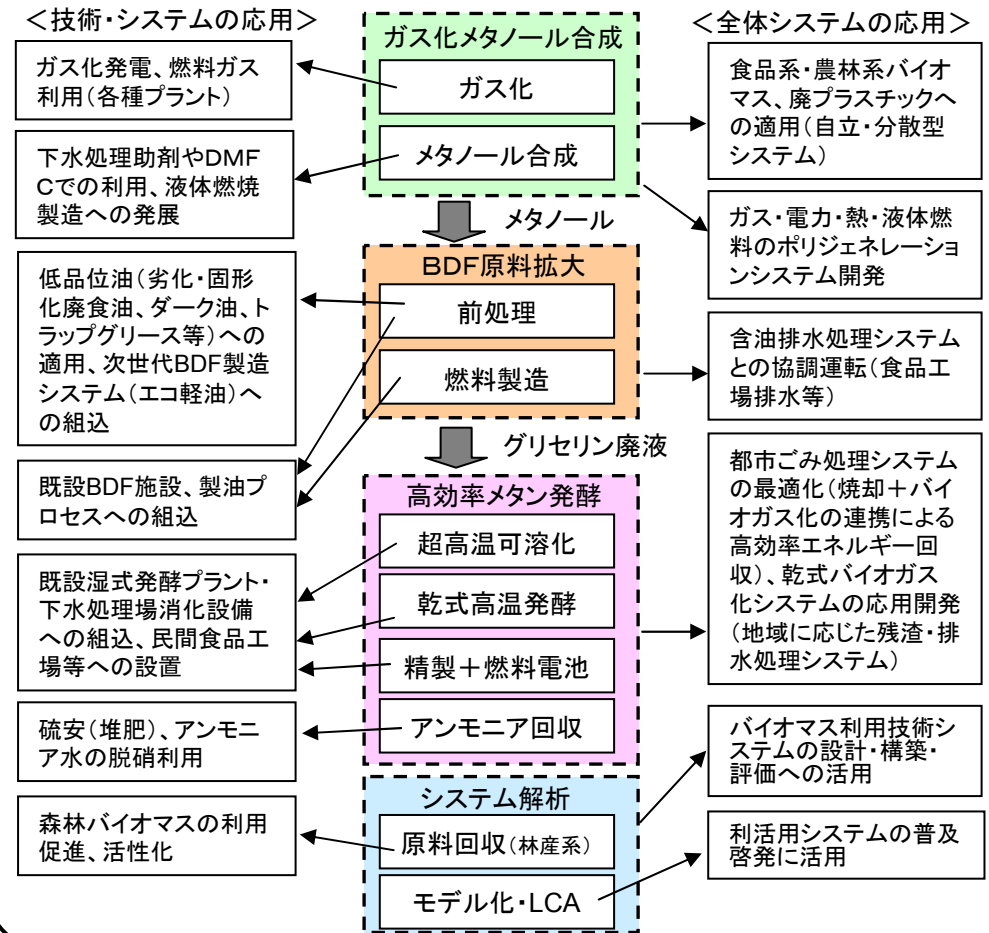 <技術・システムの応用>
ガス化発電、燃料ガス
利用(各種プラント)
下水処理助剤やDMF
Cでの利用、液体燃焼
製造への発展
低品位油(劣化・固形
化廃食油、ダーク油、ト
ラップグリース等)への
適用、次世代BDF製造
システム(エコ軽油)へ
の組込
既設BDF施設、製油プ
ロセスへの組込
既設湿式発酵プラント・
下水処理場消化設備
への組込、民間食品工
場等への設置
硫安(堆肥)、アンモニ
ア水の脱硝利用
森林バイオマスの利用
促進、活性化
ガス化メタノール合成
ガス化
メタノール合成
メタノール
BDF原料拡大
前処理
燃料製造
グリセリン廃液
高効率メタン発酵
超高温可溶化
乾式高温発酵
精製+燃料電池
アンモニア回収
システム解析
原料回収(林産系)
モデル化・LCA
<全体システムの応用>
食品系・農林系バイオ
マス、廃プラスチックへ
の適用(自立・分散型
システム)
ガス・電力・熱・液体燃
料のポリジェネレーショ
ンシステム開発
含油排水処理システム
との協調運転(食品工
場排水等)
都市ごみ処理システム
の最適化(焼却+バイ
オガス化の連携による
高効率エネルギー回
収)、乾式バイオガス
化システムの応用開発
(地域に応じた残渣・排
水処理システム)
バイオマス利用技術シ
ステムの設計・構築・
評価への活用
利活用システムの普及
啓発に活用